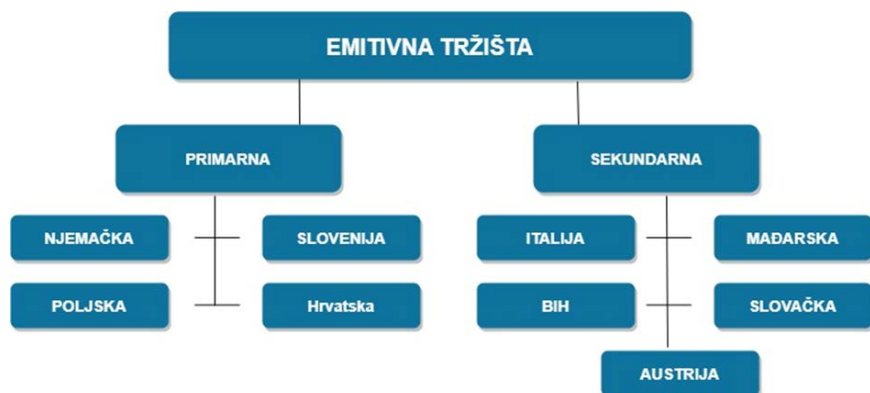 EMITIVNA TRŽIŠTA
PRIMARNA
SEKUNDARNA
NJEMAČKA
SLOVENIJA
ITALIJA
MAĐARSKA
POLJSKA
Hrvatska
BIH
SLOVAČKA
AUSTRIJA